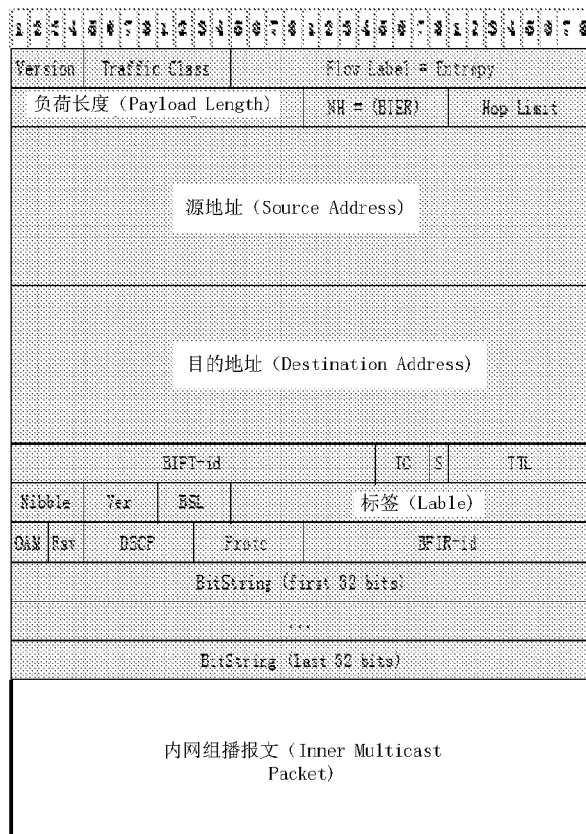 1 2 3 4 5 6 7 8 1 2 3 4 5 6 7 8 1 2 3 4 5 6 7 8 1 2 3 4 5 6 7 8
Version Traffic Class Flow Label = Entropy
负荷长度（Payload Length） NH = (BIER) Hop Limit
源地址（Source Address）
目的地址（Destination Address）
BIFT-id TC S TTL
Nibble Ver BSL 标签（Lable）
OAM Rsv DSCP Proto BFIR-id
BitString (first 32 bits)
...
BitString (last 32 bits)
内网组播报文（Inner Multicast
Packet）